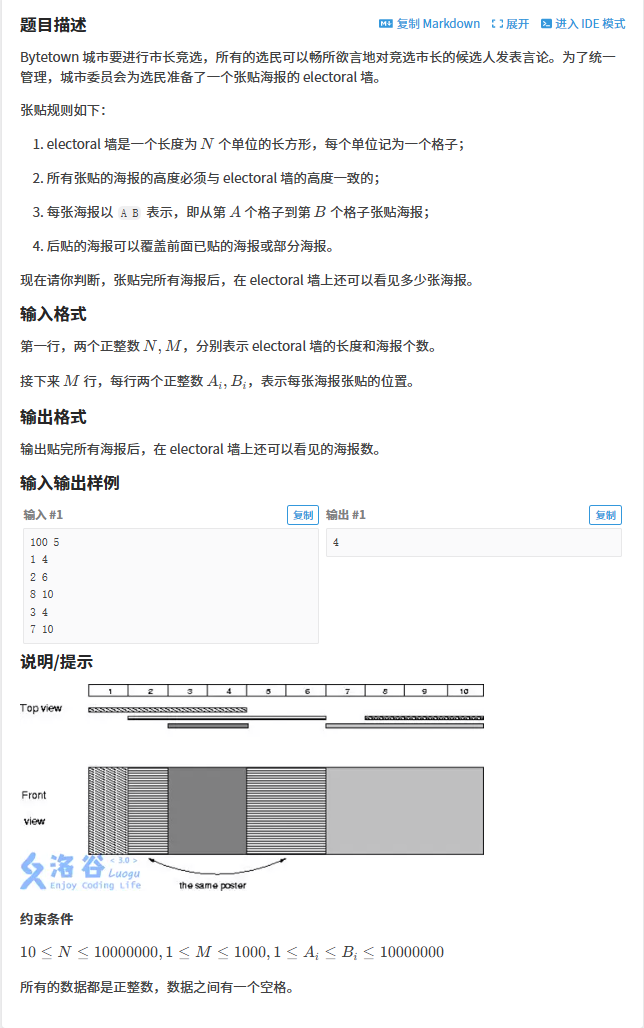 题目描述
复制 Markdown 展开 进入 IDE 模式
Bytetown 城市要进行市长竞选，所有的选民可以畅所欲言地对竞选市长的候选人发表言论。为了统一
管理，城市委员会为选民准备了一个张贴海报的 electoral 墙。
张贴规则如下：
1. electoral 墙是一个长度为 N 个单位的长方形，每个单位记为一个格子；
2. 所有张贴的海报的高度必须与 electoral 墙的高度一致的；
3. 每张海报以 A B 表示，即从第 A 个格子到第 B 个格子张贴海报；
4. 后贴的海报可以覆盖前面已贴的海报或部分海报。
现在请你判断，张贴完所有海报后，在 electoral 墙上还可以看见多少张海报。
输入格式
第一行，两个正整数 N, M，分别表示 electoral 墙的长度和海报个数。
接下来 M 行，每行两个正整数 Aᵢ, Bᵢ，表示每张海报张贴的位置。
输出格式
输出贴完所有海报后，在 electoral 墙上还可以看见的海报数。
输入输出样例
输入 #1 复制 输出 #1 复制
100 5
1 4
2 6
8 10
3 4
7 10
4
说明/提示
1 2 3 4 5 6 7 8 9 10
Top view
Front
view
the same poster
洛谷 < 3.0 > Luogu
Enjoy Coding Life
约束条件
10 ≤ N ≤ 10000000, 1 ≤ M ≤ 1000, 1 ≤ Aᵢ ≤ Bᵢ ≤ 10000000
所有的数据都是正整数，数据之间有一个空格。